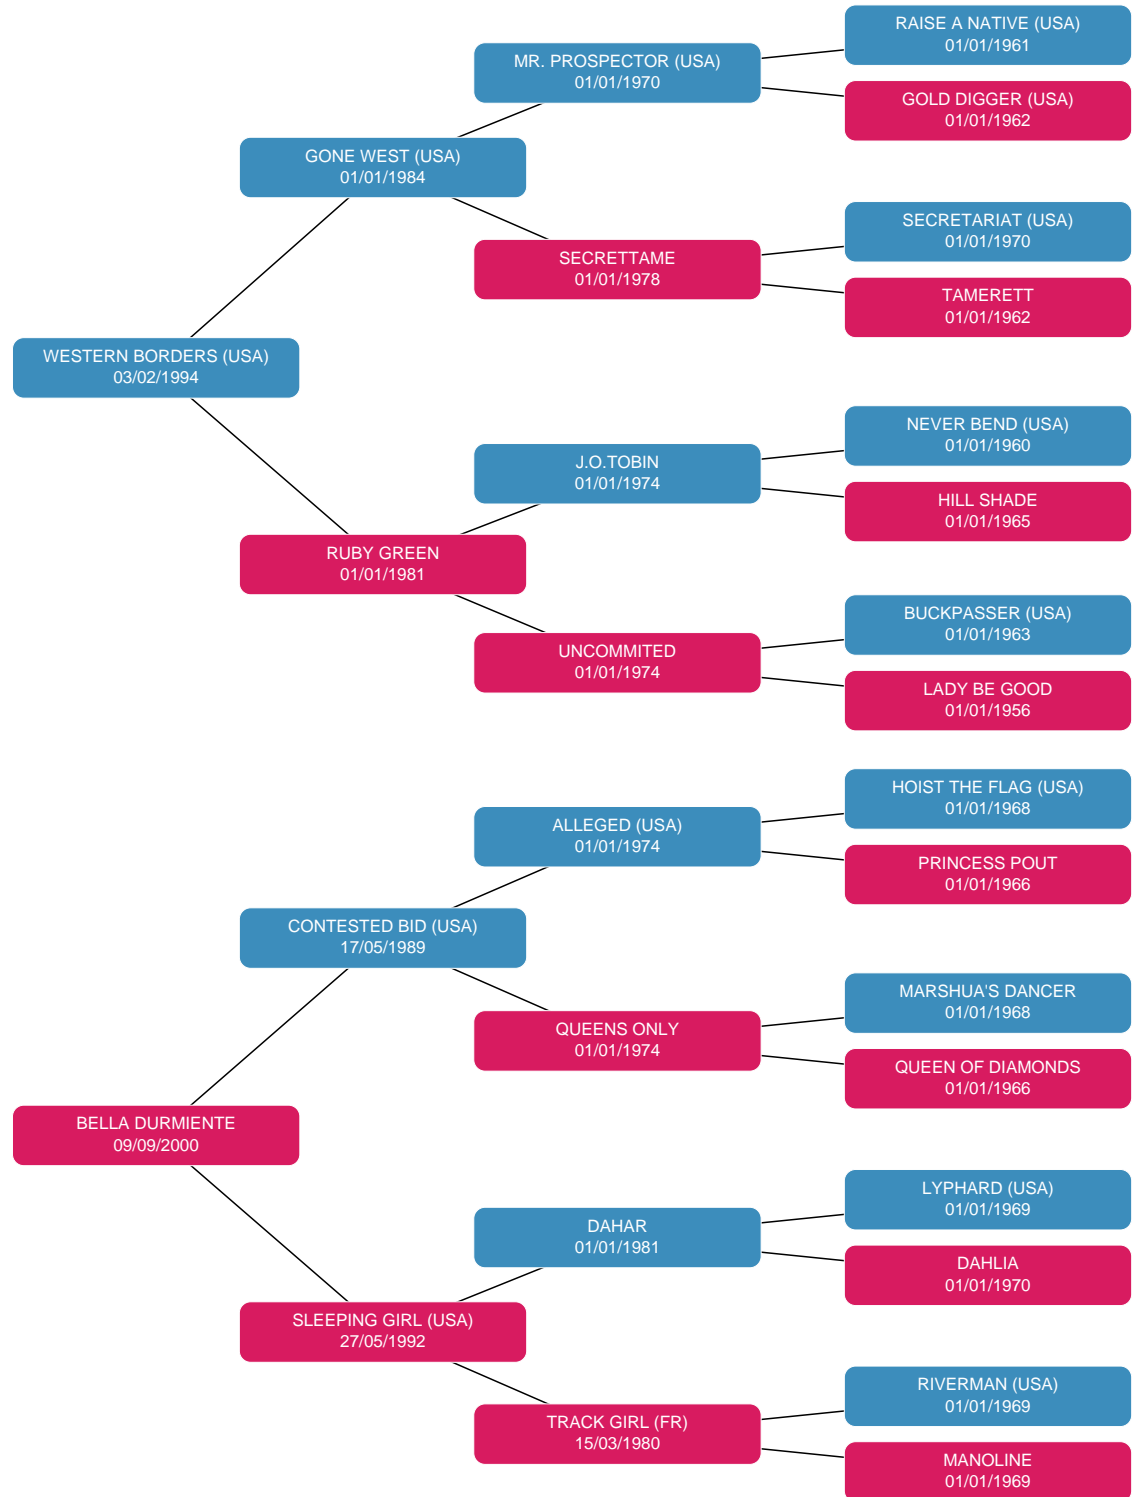 RAISE A NATIVE (USA)
01/01/1961
MR. PROSPECTOR (USA)
01/01/1970
GOLD DIGGER (USA)
01/01/1962
GONE WEST (USA)
01/01/1984
SECRETARIAT (USA)
01/01/1970
SECRETTAME
01/01/1978
TAMERETT
01/01/1962
WESTERN BORDERS (USA)
03/02/1994
NEVER BEND (USA)
01/01/1960
J.O.TOBIN
01/01/1974
HILL SHADE
01/01/1965
RUBY GREEN
01/01/1981
BUCKPASSER (USA)
01/01/1963
UNCOMMITED
01/01/1974
LADY BE GOOD
01/01/1956
HOIST THE FLAG (USA)
01/01/1968
ALLEGED (USA)
01/01/1974
PRINCESS POUT
01/01/1966
CONTESTED BID (USA)
17/05/1989
MARSHUA'S DANCER
01/01/1968
QUEENS ONLY
01/01/1974
QUEEN OF DIAMONDS
01/01/1966
BELLA DURMIENTE
09/09/2000
LYPHARD (USA)
01/01/1969
DAHAR
01/01/1981
DAHLIA
01/01/1970
SLEEPING GIRL (USA)
27/05/1992
RIVERMAN (USA)
01/01/1969
TRACK GIRL (FR)
15/03/1980
MANOLINE
01/01/1969